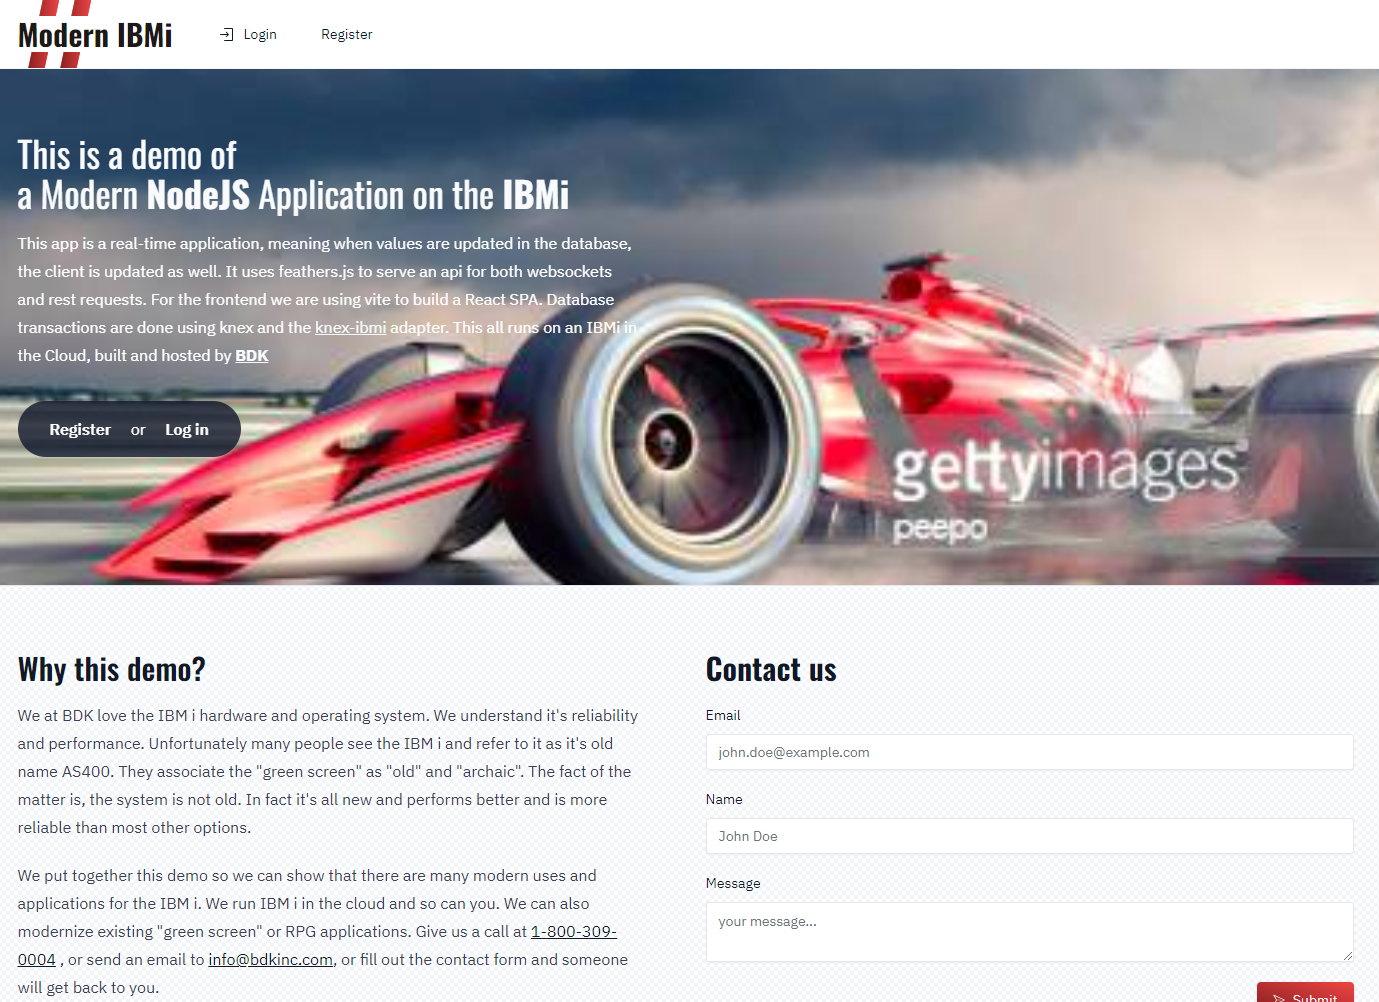 Modern IBMi
Login
Register
This is a demo of
a Modern NodeJS Application on the IBMi
This app is a real-time application, meaning when values are updated in the database,
the client is updated as well. It uses feathers.js to serve an api for both websockets
and rest requests. For the frontend we are using vite to build a React SPA. Database
transactions are done using knex and the knex-ibmi adapter. This all runs on an IBMi in
the Cloud, built and hosted by BDK
Register or Log in
gettyimages®
peepo
Why this demo?
We at BDK love the IBM i hardware and operating system. We understand it's reliability
and performance. Unfortunately many people see the IBM i and refer to it as it's old
name AS400. They associate the "green screen" as "old" and "archaic". The fact of the
matter is, the system is not old. In fact it's all new and performs better and is more
reliable than most other options.
We put together this demo so we can show that there are many modern uses and
applications for the IBM i. We run IBM i in the cloud and so can you. We can also
modernize existing "green screen" or RPG applications. Give us a call at 1-800-309-
0004 , or send an email to info@bdkinc.com, or fill out the contact form and someone
will get back to you.
Contact us
Email
john.doe@example.com
Name
John Doe
Message
your message...
Submit